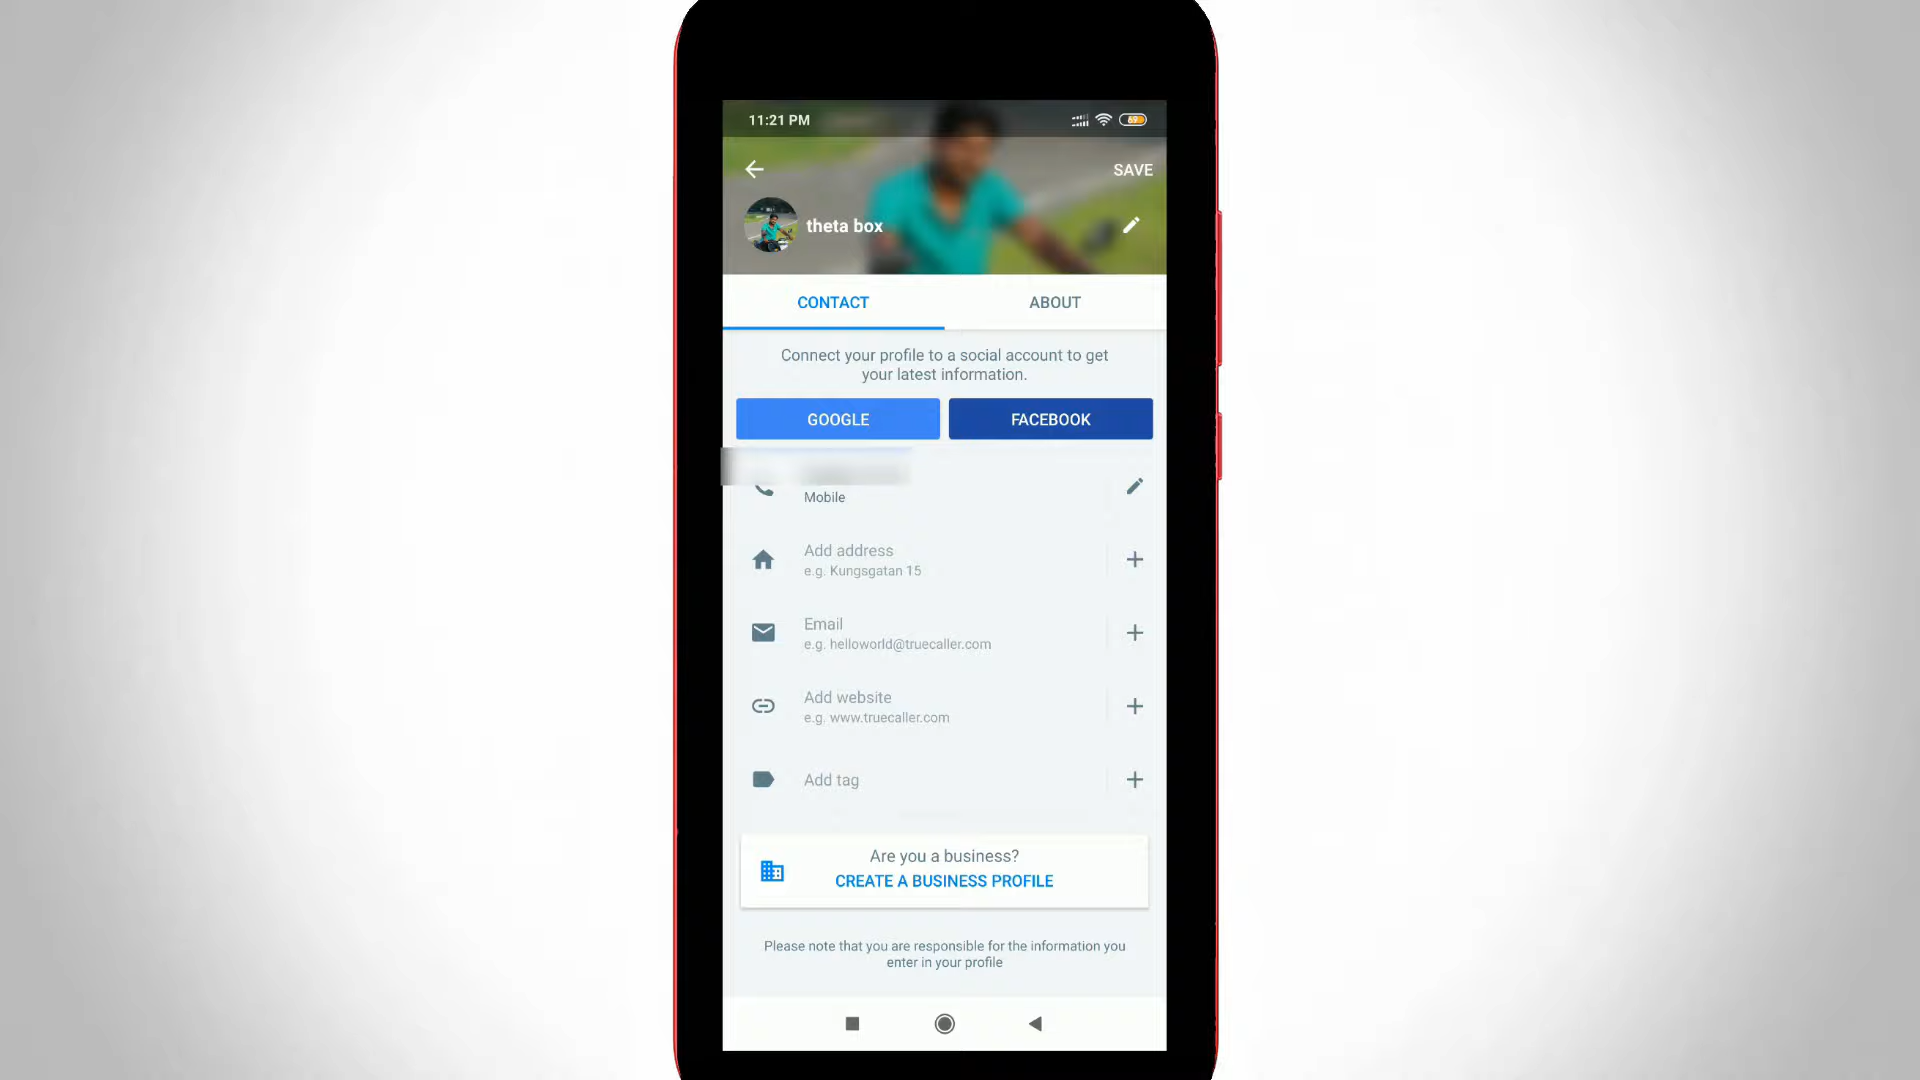 11:21 PM
69
SAVE
theta box
CONTACT
ABOUT
Connect your profile to a social account to get
your latest information.
GOOGLE
FACEBOOK
Mobile
Add address
e.g. Kungsgatan 15
Email
e.g. helloworld@truecaller.com
Add website
e.g. www.truecaller.com
Add tag
Are you a business?
CREATE A BUSINESS PROFILE
Please note that you are responsible for the information you
enter in your profile